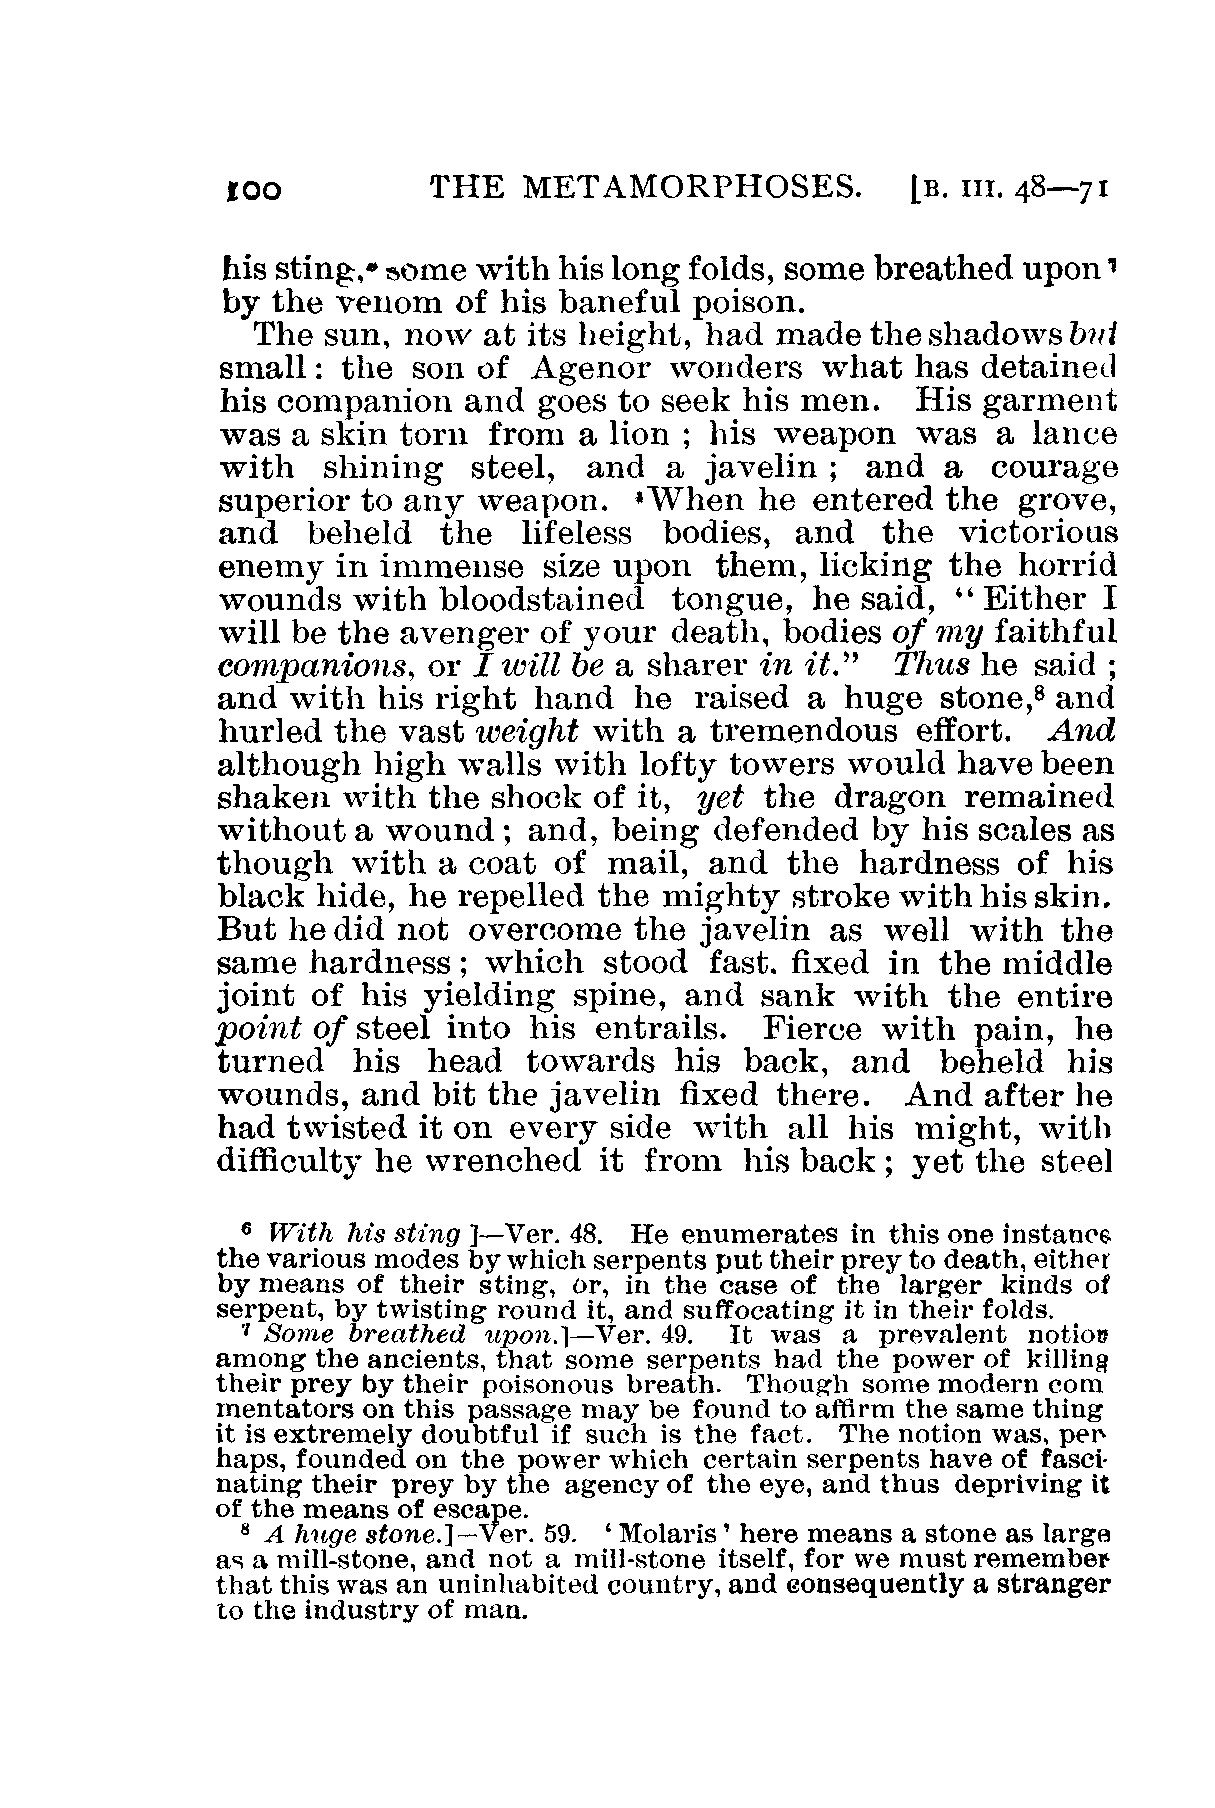 100 THE METAMORPHOSES. [B. III. 48—71
his sting,⁶ some with his long folds, some breathed upon⁷
by the venom of his baneful poison.
The sun, now at its height, had made the shadows but
small: the son of Agenor wonders what has detained
his companion and goes to seek his men. His garment
was a skin torn from a lion ; his weapon was a lance
with shining steel, and a javelin ; and a courage
superior to any weapon. When he entered the grove,
and beheld the lifeless bodies, and the victorious
enemy in immense size upon them, licking the horrid
wounds with bloodstained tongue, he said, “ Either I
will be the avenger of your death, bodies of my faithful
companions, or I will be a sharer in it.” Thus he said ;
and with his right hand he raised a huge stone,⁸ and
hurled the vast weight with a tremendous effort. And
although high walls with lofty towers would have been
shaken with the shock of it, yet the dragon remained
without a wound ; and, being defended by his scales as
though with a coat of mail, and the hardness of his
black hide, he repelled the mighty stroke with his skin.
But he did not overcome the javelin as well with the
same hardness ; which stood fast. fixed in the middle
joint of his yielding spine, and sank with the entire
point of steel into his entrails. Fierce with pain, he
turned his head towards his back, and beheld his
wounds, and bit the javelin fixed there. And after he
had twisted it on every side with all his might, with
difficulty he wrenched it from his back ; yet the steel
⁶ With his sting ]—Ver. 48. He enumerates in this one instance
the various modes by which serpents put their prey to death, either
by means of their sting, or, in the case of the larger kinds of
serpent, by twisting round it, and suffocating it in their folds.
⁷ Some breathed upon.]—Ver. 49. It was a prevalent notion
among the ancients, that some serpents had the power of killing
their prey by their poisonous breath. Though some modern com
mentators on this passage may be found to affirm the same thing
it is extremely doubtful if such is the fact. The notion was, per-
haps, founded on the power which certain serpents have of fasci-
nating their prey by the agency of the eye, and thus depriving it
of the means of escape.
⁸ A huge stone.]—Ver. 59. ‘ Molaris ’ here means a stone as large
as a mill-stone, and not a mill-stone itself, for we must remember
that this was an uninhabited country, and consequently a stranger
to the industry of man.